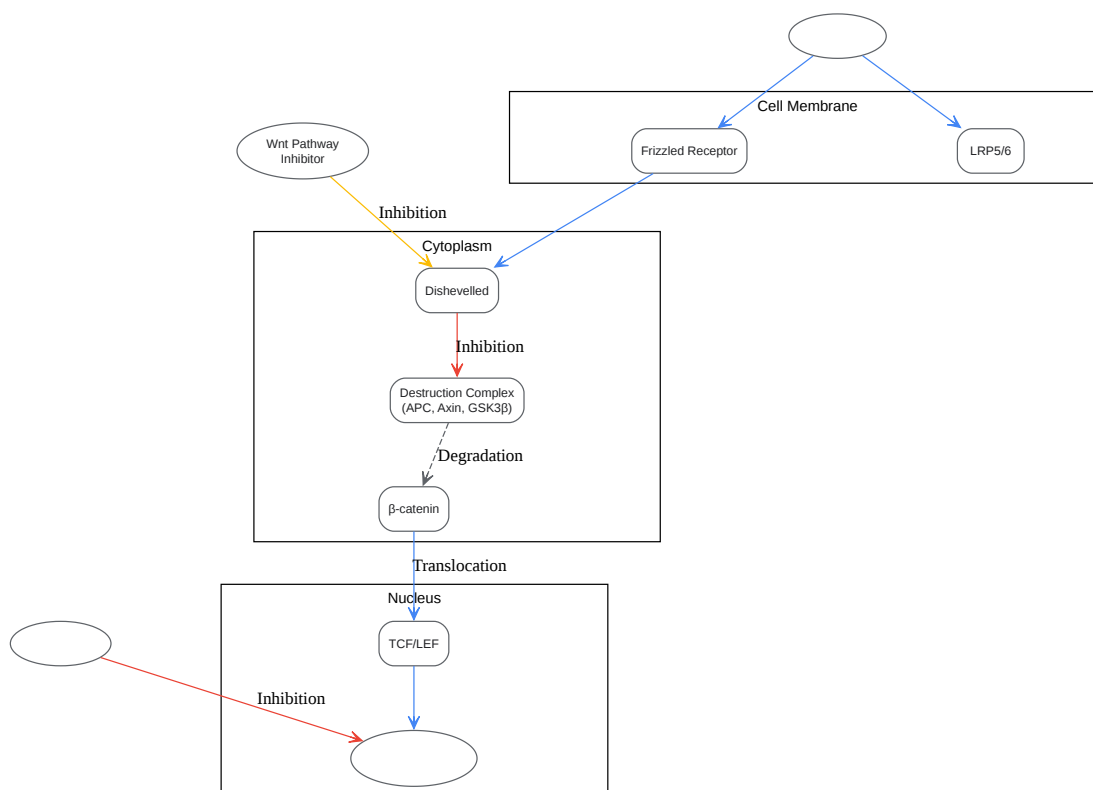 Cell Membrane
Frizzled Receptor
LRP5/6
Wnt Pathway
Inhibitor
Inhibition
Cytoplasm
Dishevelled
Inhibition
Destruction Complex
(APC, Axin, GSK3β)
Degradation
β-catenin
Translocation
Nucleus
TCF/LEF
Inhibition